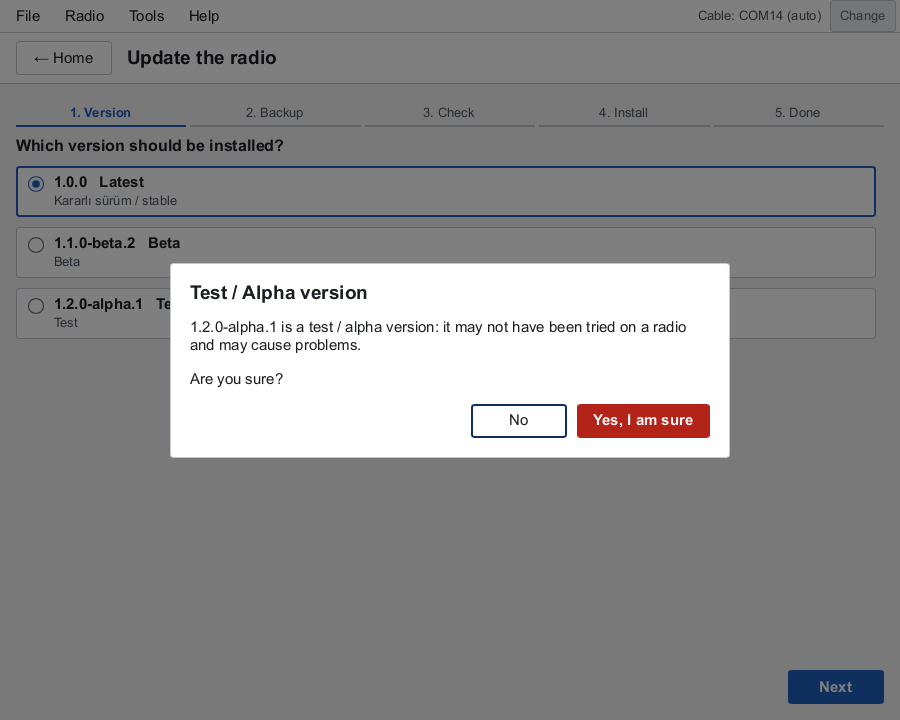 File Radio Tools Help Cable: COM14 (auto) Change
← Home Update the radio
1. Version 2. Backup 3. Check 4. Install 5. Done
Which version should be installed?
1.0.0 Latest
Kararlı sürüm / stable
1.1.0-beta.2 Beta
Beta
1.2.0-alpha.1
Test
Test / Alpha version
1.2.0-alpha.1 is a test / alpha version: it may not have been tried on a radio
and may cause problems.
Are you sure?
No Yes, I am sure
Next